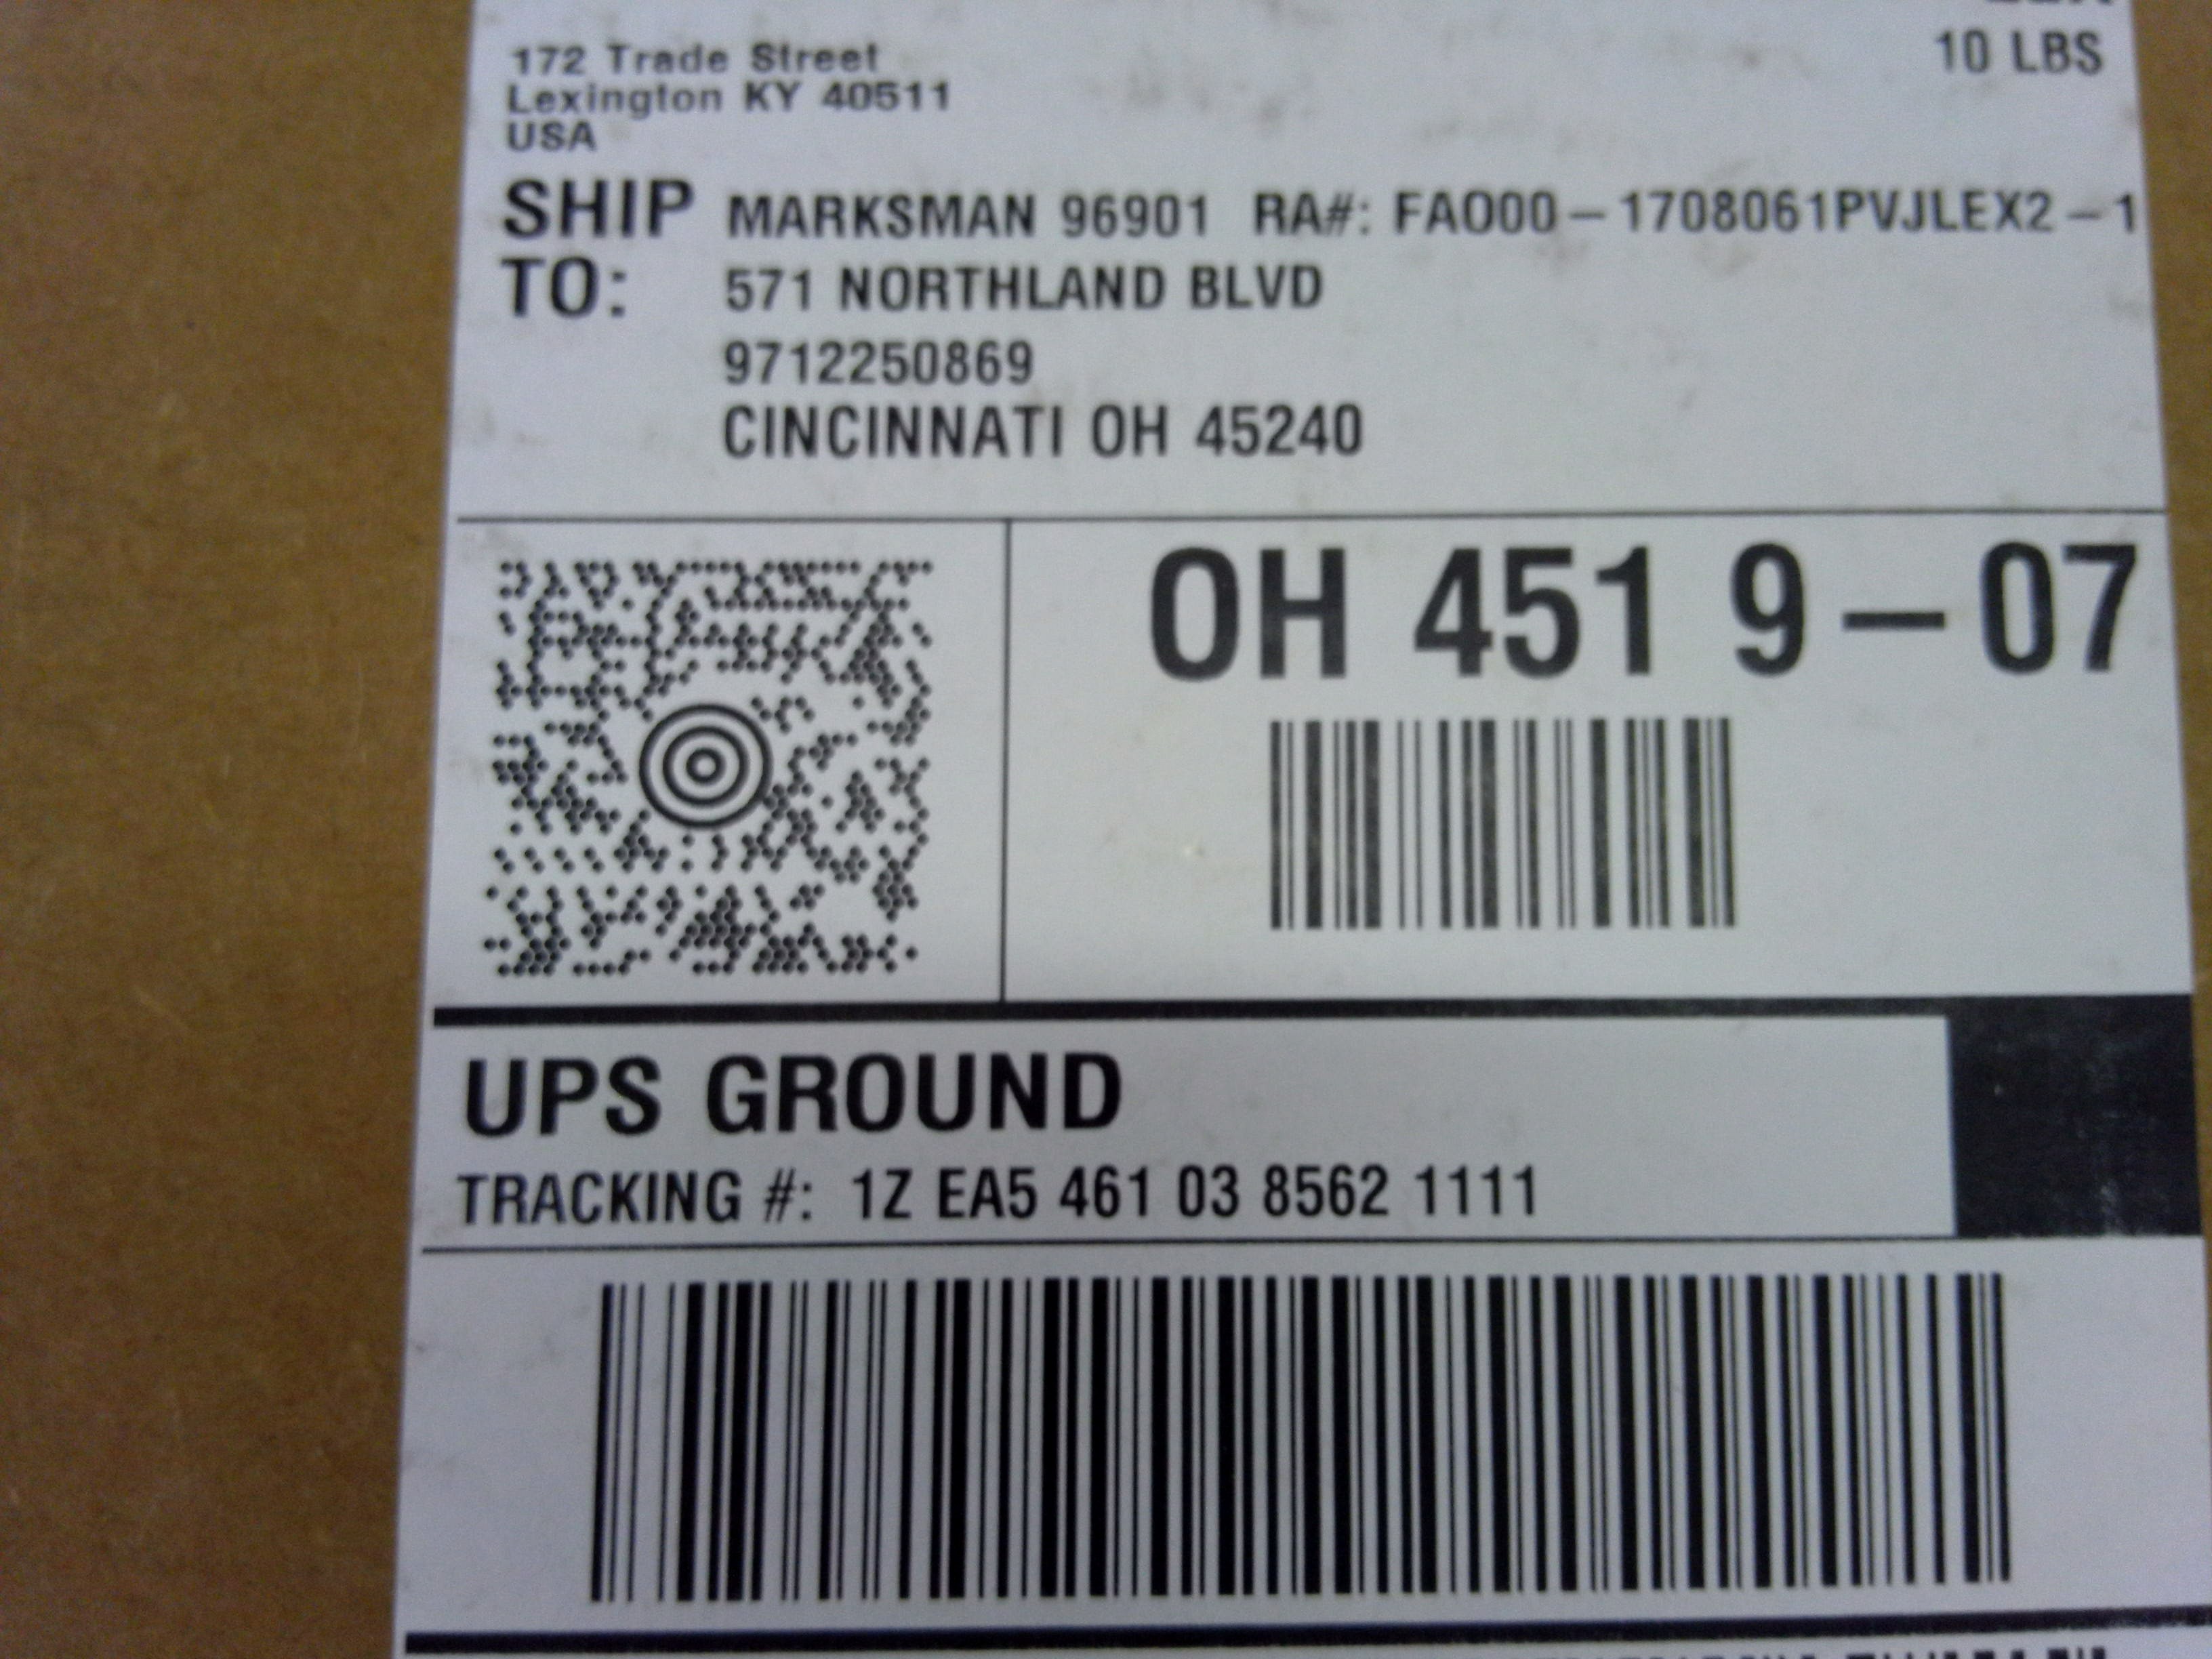 10 LBS
172 Trade Street
Lexington KY 40511
USA
SHIP TO: MARKSMAN 96901 RA#: FAO00-1708061PVJLEX2-1
571 NORTHLAND BLVD
9712250869
CINCINNATI OH 45240
OH 451 9-07
UPS GROUND
TRACKING #: 1Z EA5 461 03 8562 1111